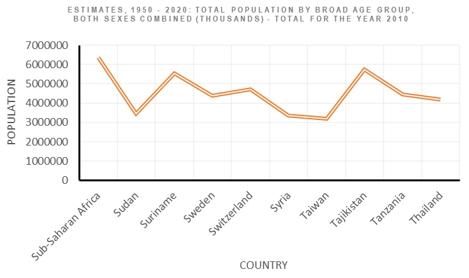 ESTIMATES, 1950 - 2020: TOTAL POPULATION BY BROAD AGE GROUP,
BOTH SEXES COMBINED (THOUSANDS) - TOTAL FOR THE YEAR 2010
7000000
6000000
5000000
4000000
3000000
2000000
1000000
0
POPULATION
Sub-Saharan Africa
Sudan
Suriname
Sweden
Switzerland
Syria
Taiwan
Tajikistan
Tanzania
Thailand
COUNTRY